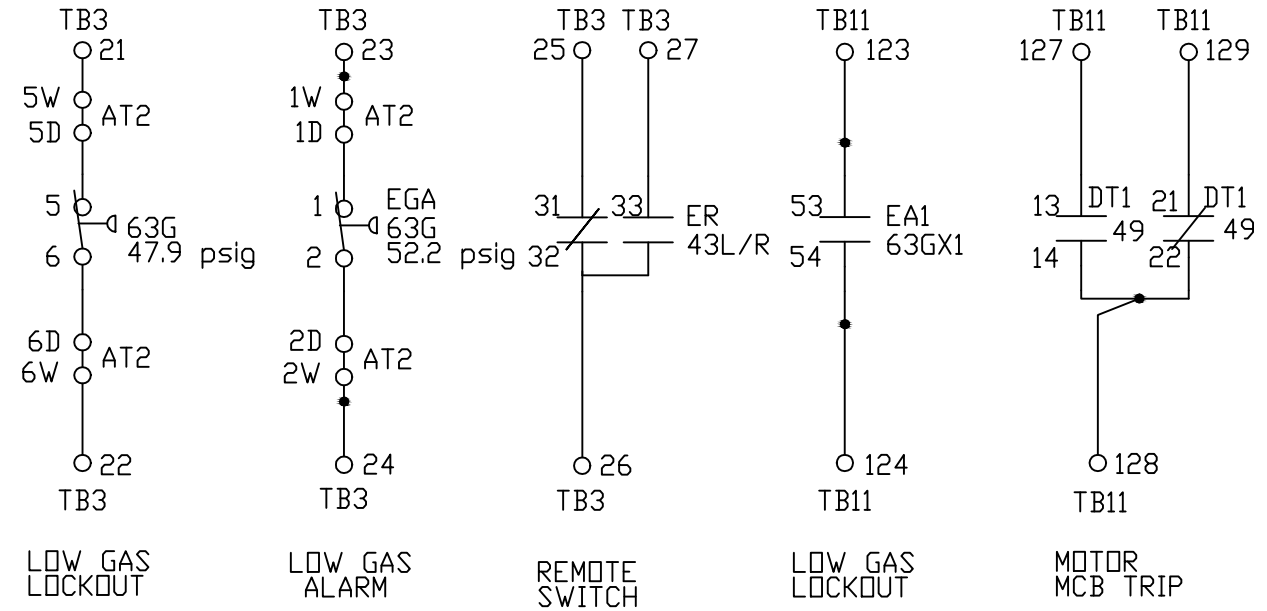 TB3
21
5W
AT2
5D
5
63G
6
47.9 psig
6D
AT2
6W
22
TB3
LOW GAS
LOCKOUT
TB3
23
1W
AT2
1D
1
EGA
63G
2
52.2 psig
2D
AT2
2W
24
TB3
LOW GAS
ALARM
TB3 TB3
25 27
31 33
ER
32
43L/R
26
TB3
REMOTE
SWITCH
TB11
123
53
EA1
54
63GX1
124
TB11
LOW GAS
LOCKOUT
TB11 TB11
127 129
13 DT1 21 DT1
49 49
14 22
128
TB11
MOTOR
MCB TRIP